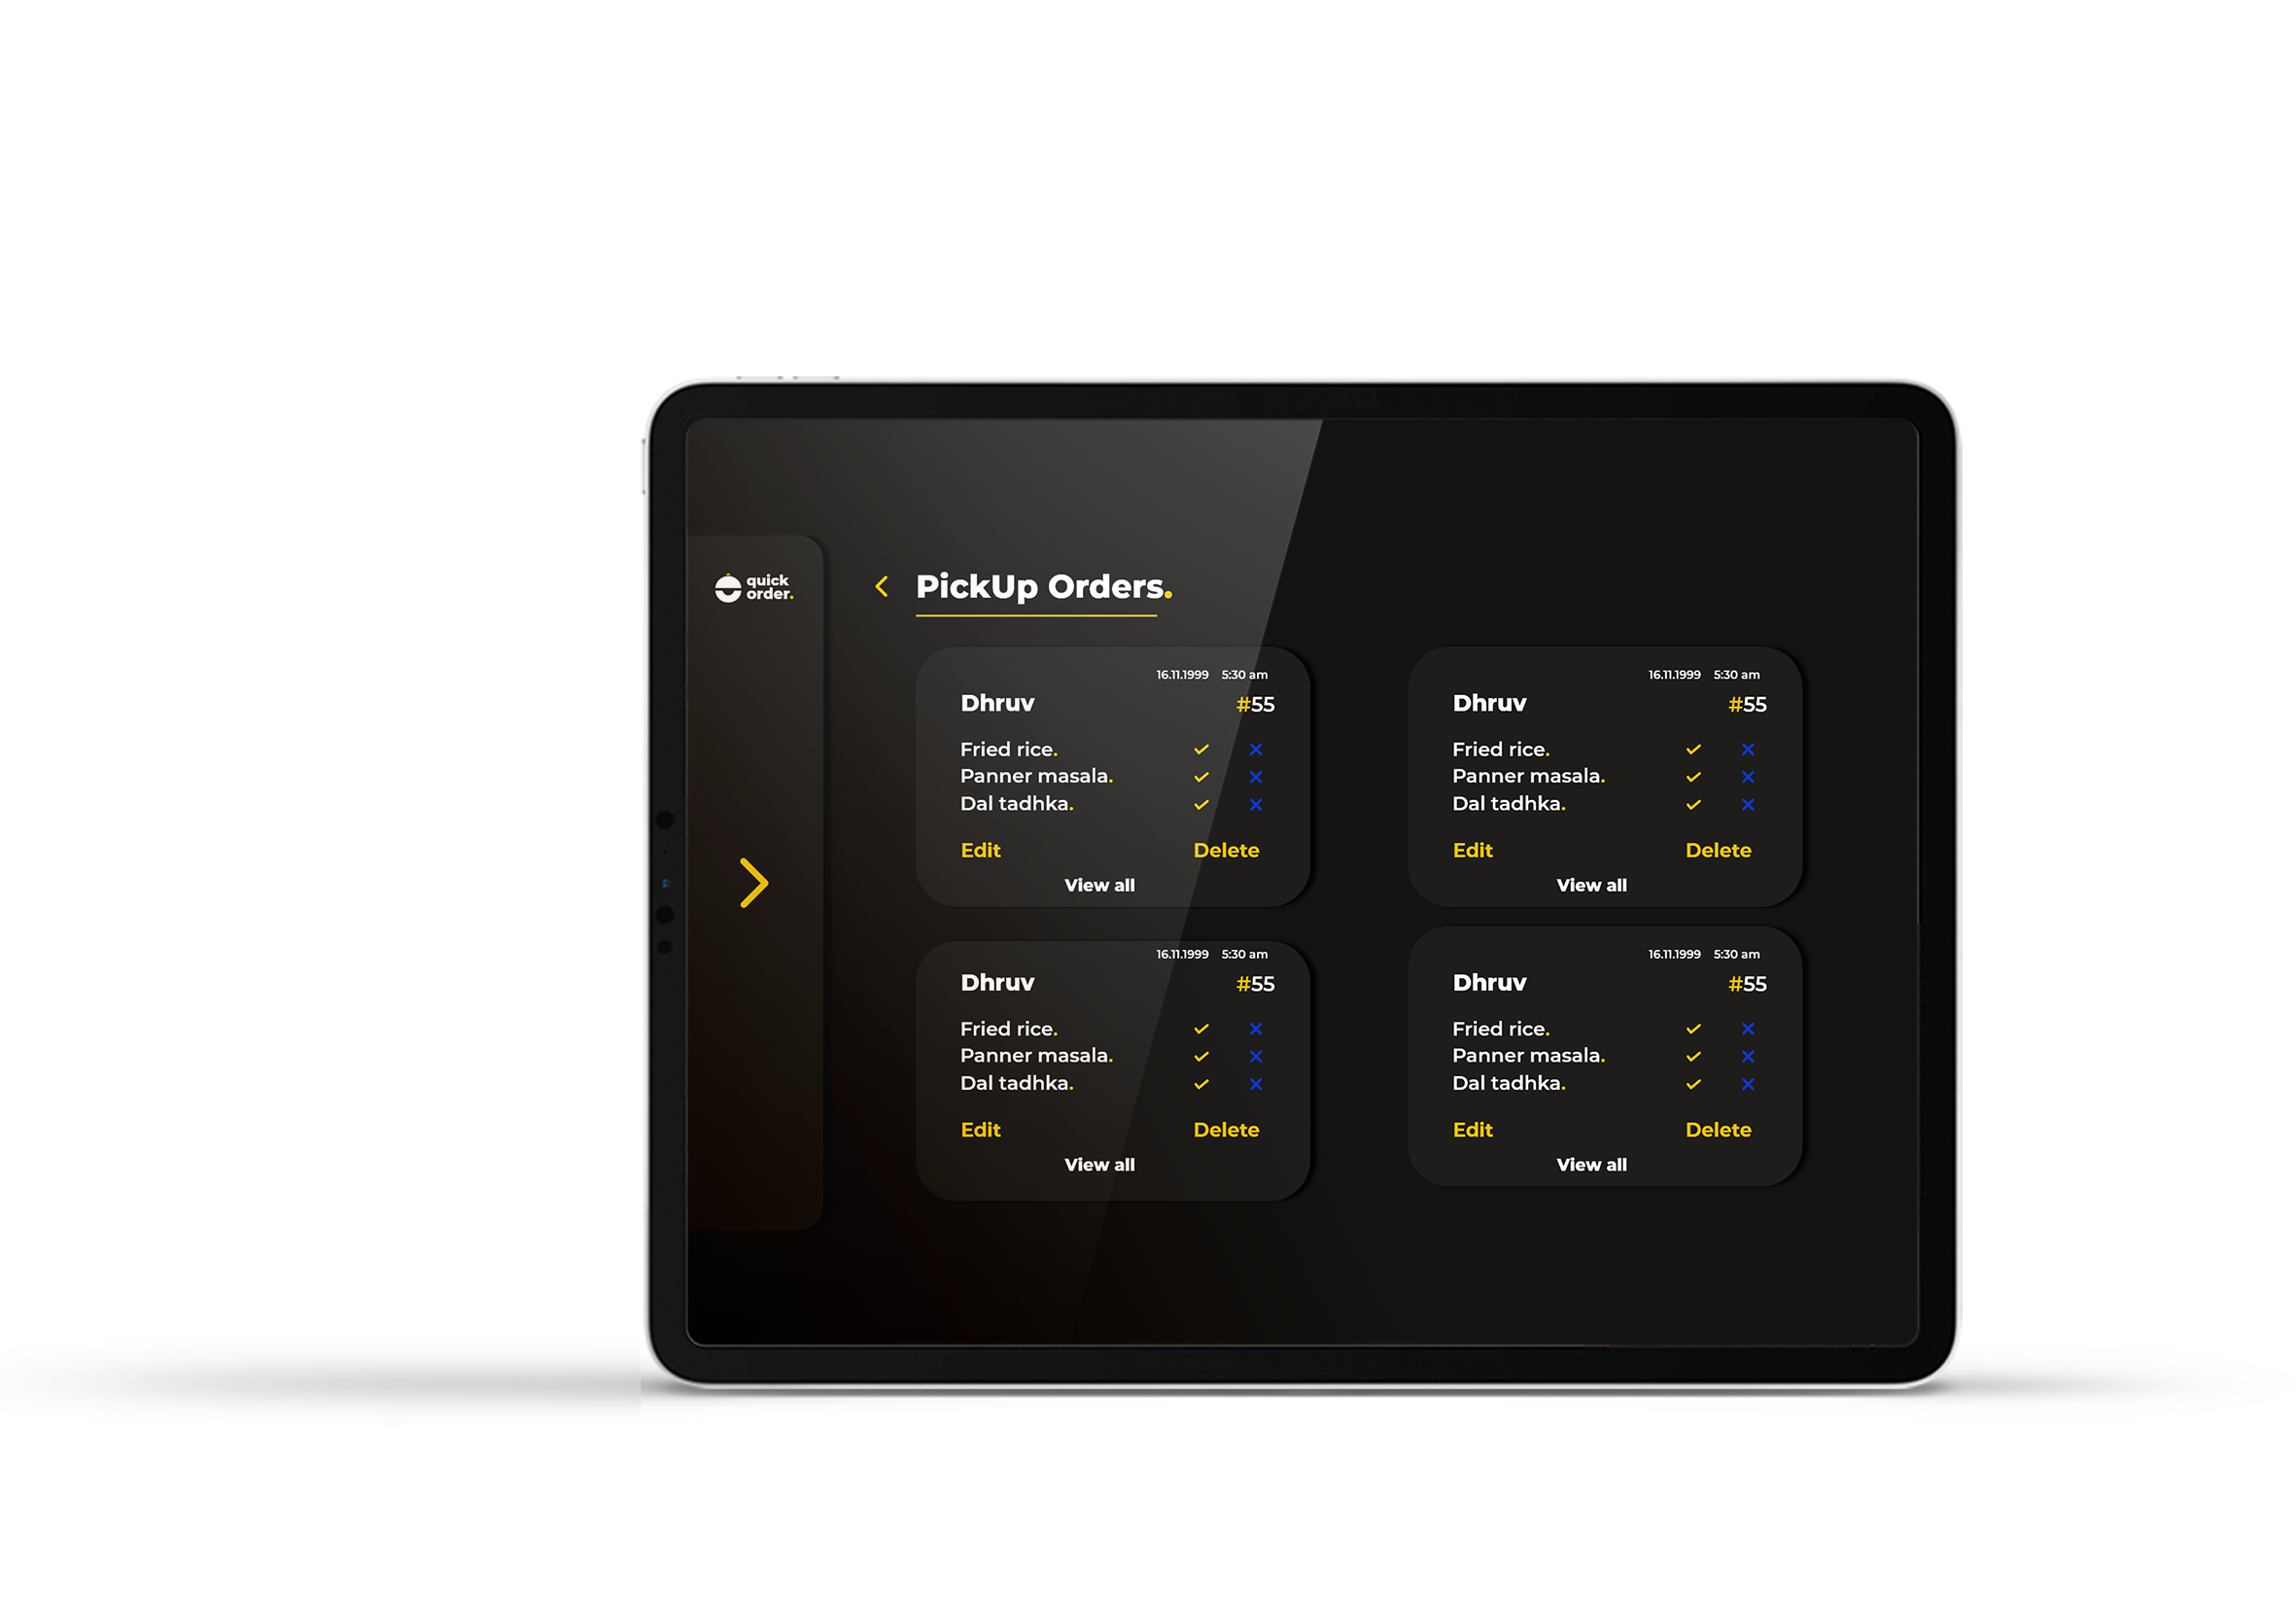 quick
order.
PickUp Orders.
16.11.1999 5:30 am
Dhruv #55
Fried rice.
Panner masala.
Dal tadhka.
Edit Delete
View all
16.11.1999 5:30 am
Dhruv #55
Fried rice.
Panner masala.
Dal tadhka.
Edit Delete
View all
16.11.1999 5:30 am
Dhruv #55
Fried rice.
Panner masala.
Dal tadhka.
Edit Delete
View all
16.11.1999 5:30 am
Dhruv #55
Fried rice.
Panner masala.
Dal tadhka.
Edit Delete
View all